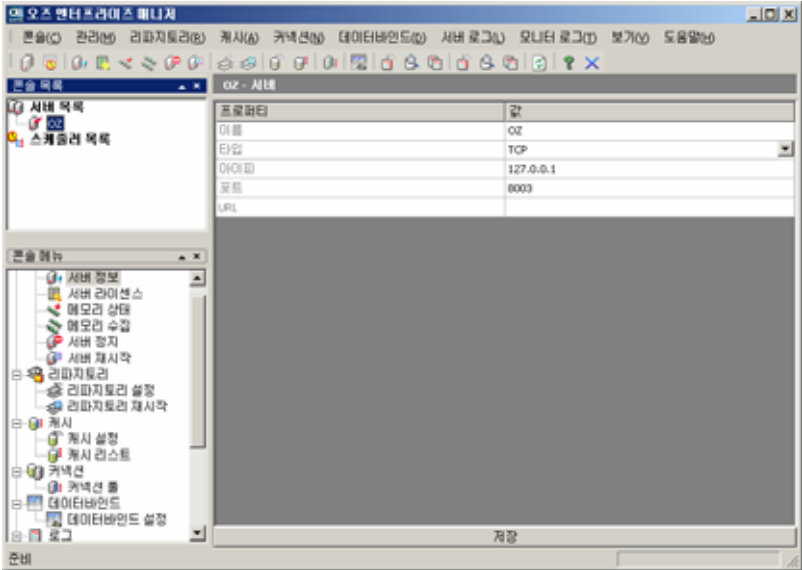 오즈 엔터프라이즈 매니저
콘솔(C) 관리(M) 리파지토리(R) 캐시(A) 커넥션(N) 데이터바인드(D) 서버 로그(L) 모니터 로그(T) 보기(V) 도움말(H)
콘솔 목록
서버 목록
OZ
스케줄러 목록
OZ - 서버
프로퍼티 값
이름 OZ
타입 TCP
아이피 127.0.0.1
포트 8003
URL
콘솔 메뉴
서버 정보
서버 라이센스
메모리 상태
메모리 수집
서버 정지
서버 재시작
리파지토리
리파지토리 설정
리파지토리 재시작
캐시
캐시 설정
캐시 리스트
커넥션
커넥션 풀
데이터바인드
데이터바인드 설정
로그
저장
준비